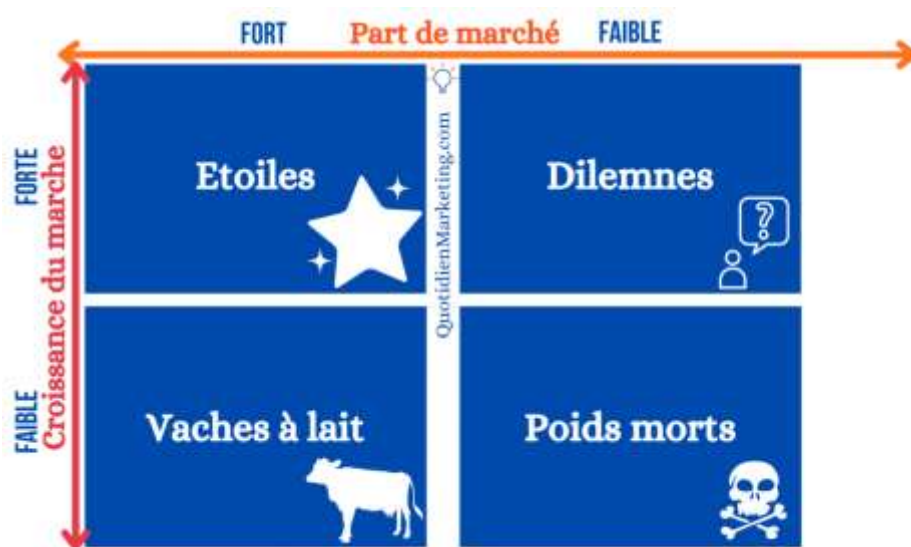 FORT Part de marché FAIBLE
FORTE
Croissance du marche
FAIBLE
Etoiles
Dilemnes
QuotidienMarketing.com
?
Vaches à lait
Poids morts